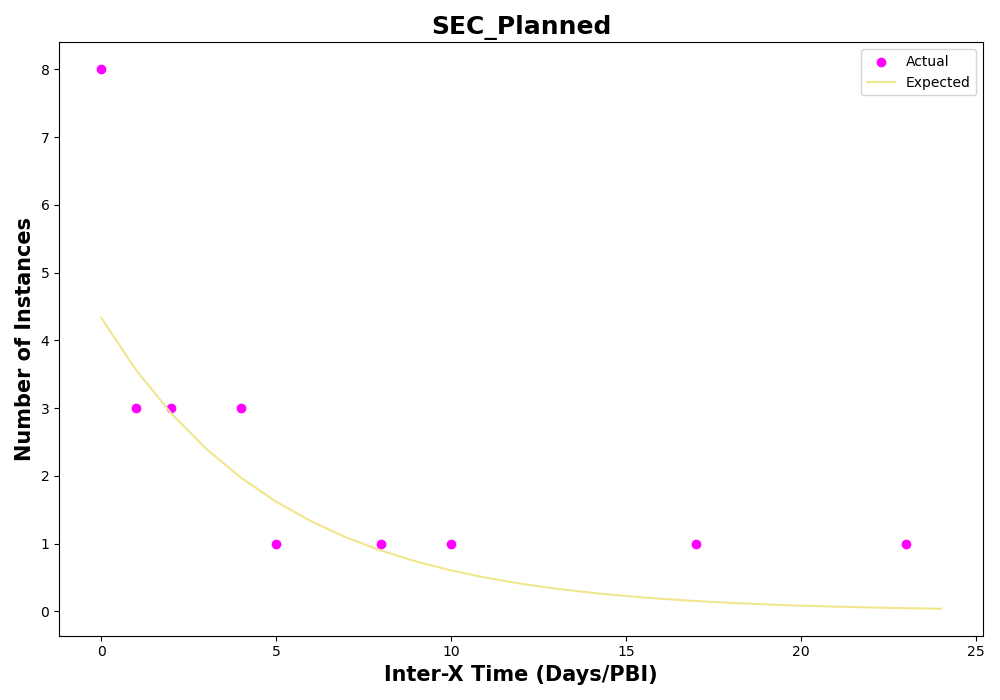 SEC_Planned
Actual
Expected
Number of Instances
8
7
6
5
4
3
2
1
0
0 5 10 15 20 25
Inter-X Time (Days/PBI)